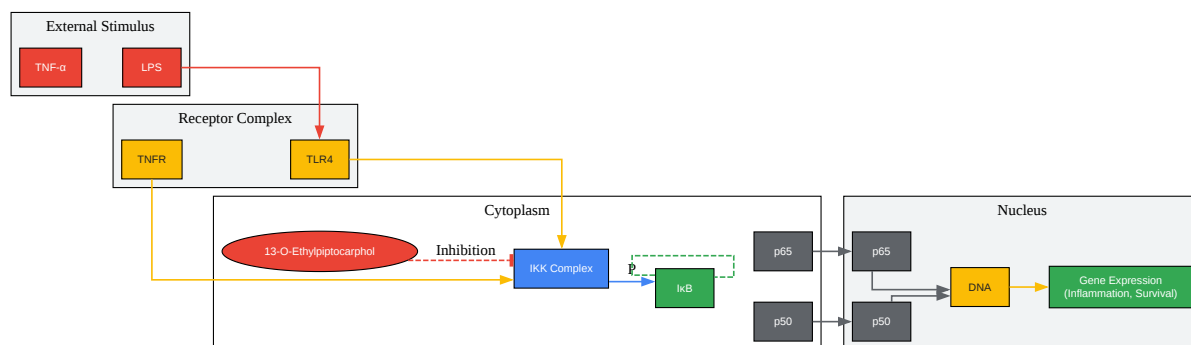 External Stimulus
TNF-α
LPS
Receptor Complex
TNFR
TLR4
Cytoplasm
Nucleus
13-O-Ethylpiptocarphol
Inhibition
IKK Complex
P
IκB
p65
p65
p50
p50
DNA
Gene Expression
(Inflammation, Survival)